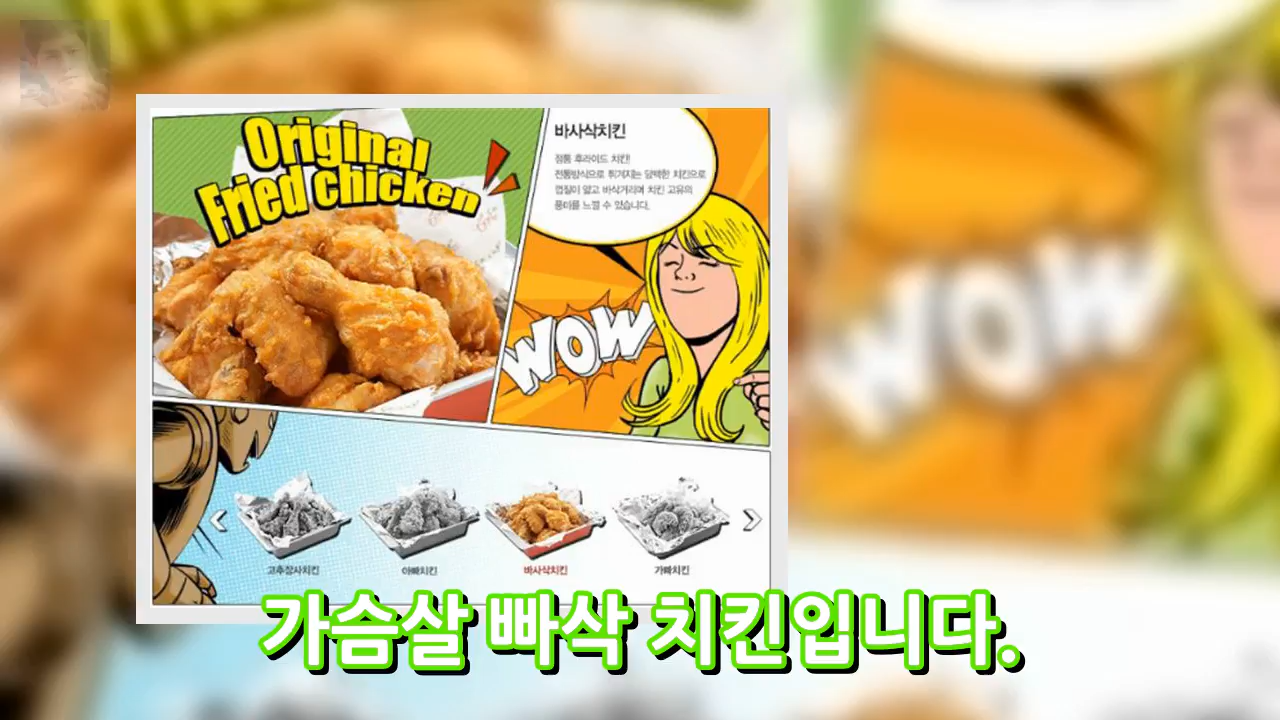 Original
Fried chicken
바사삭치킨
정통 후라이드 치킨!
전통방식으로 튀겨지는 담백한 치킨으로
껍질이 얇고 바삭거리며 치킨 고유의
풍미를 느낄 수 있습니다.
WOW
WOW
고추장사치킨
아빠치킨
바사삭치킨
가빠치킨
가슴살 빠삭 치킨입니다.